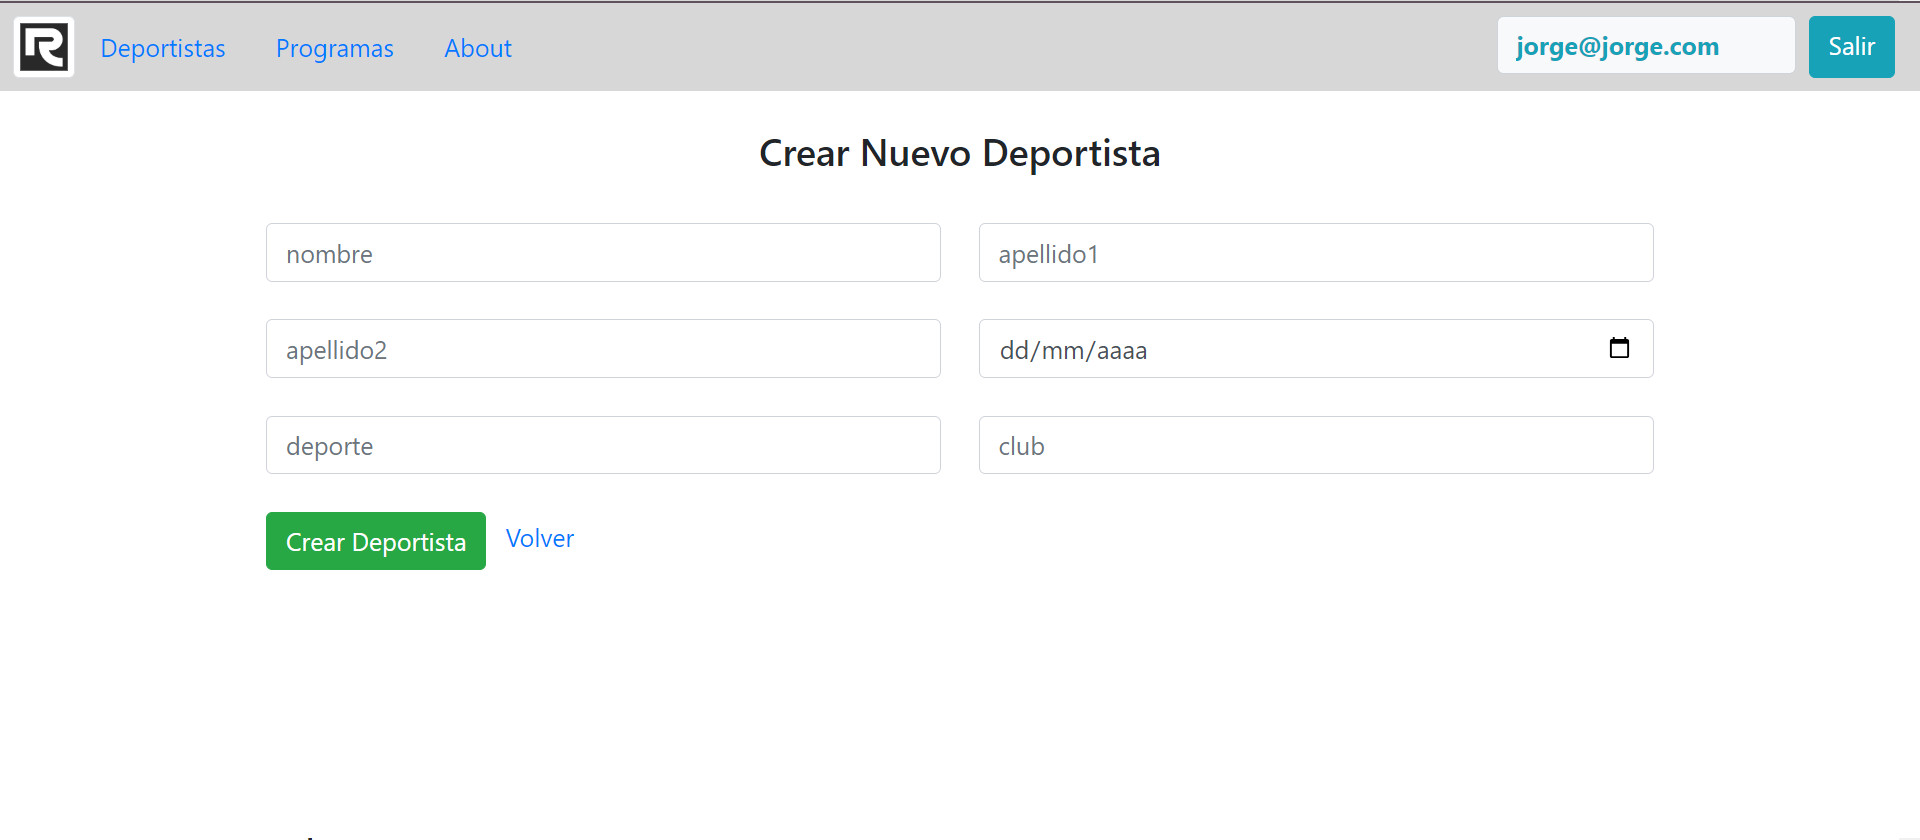 R Deportistas Programas About jorge@jorge.com Salir
Crear Nuevo Deportista
nombre apellido1
apellido2 dd/mm/aaaa
deporte club
Crear Deportista Volver